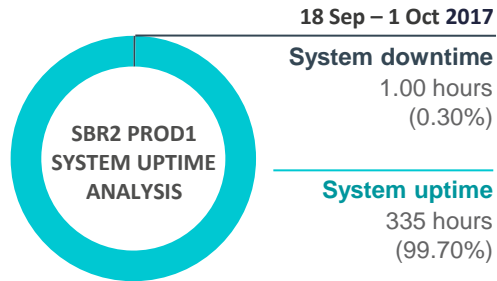 18 Sep – 1 Oct 2017
System downtime
1.00 hours
(0.30%)
SBR2 PROD1
SYSTEM UPTIME
ANALYSIS
System uptime
335 hours
(99.70%)